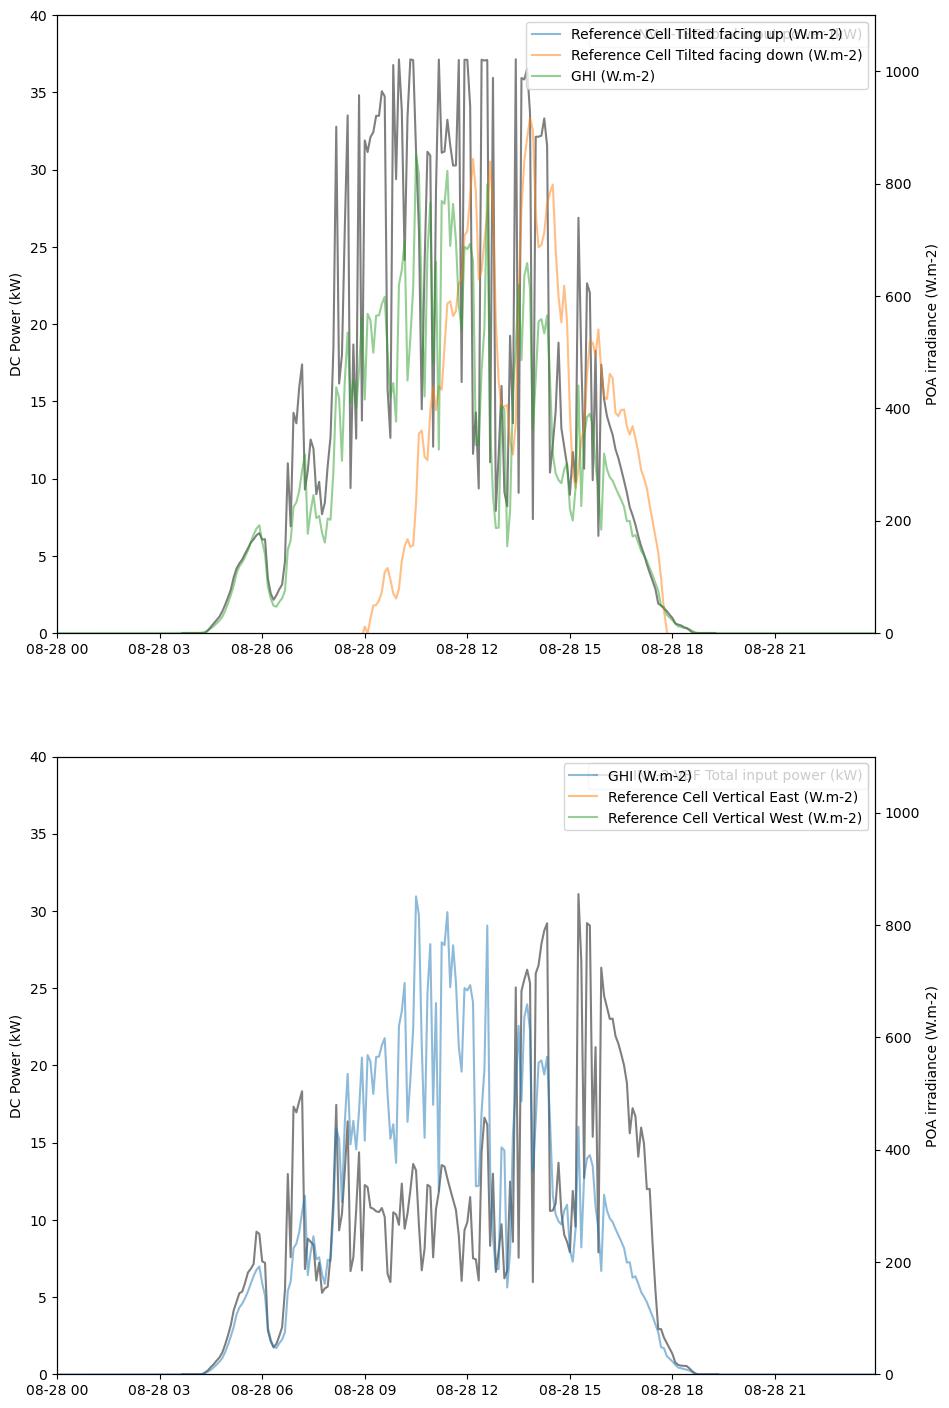 40
35
30
25
20
15
10
5
0
DC Power (kW)
Reference Cell Tilted facing up (W.m-2)
Reference Cell Tilted facing down (W.m-2)
GHI (W.m-2)
1000
800
600
400
200
0
POA irradiance (W.m-2)
08-28 00 08-28 03 08-28 06 08-28 09 08-28 12 08-28 15 08-28 18 08-28 21
40
35
30
25
20
15
10
5
0
DC Power (kW)
Total input power (kW)
GHI (W.m-2)
Reference Cell Vertical East (W.m-2)
Reference Cell Vertical West (W.m-2)
1000
800
600
400
200
0
POA irradiance (W.m-2)
08-28 00 08-28 03 08-28 06 08-28 09 08-28 12 08-28 15 08-28 18 08-28 21